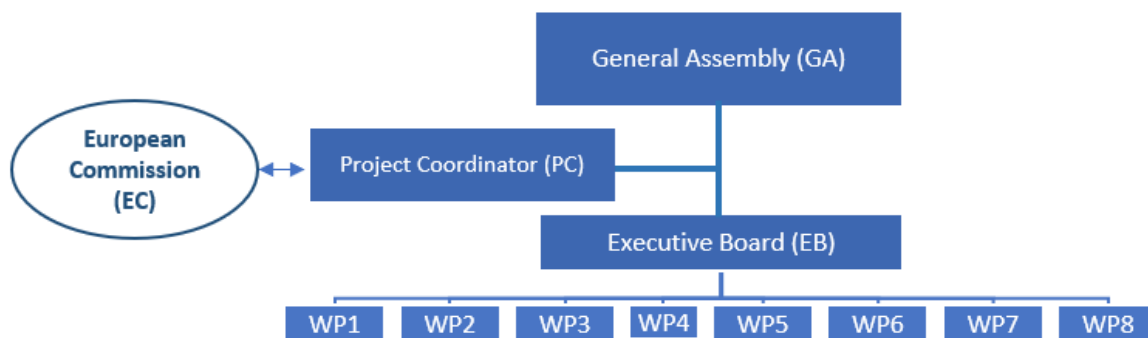 General Assembly (GA)
European
Commission
(EC)
Project Coordinator (PC)
Executive Board (EB)
WP1 WP2 WP3 WP4 WP5 WP6 WP7 WP8